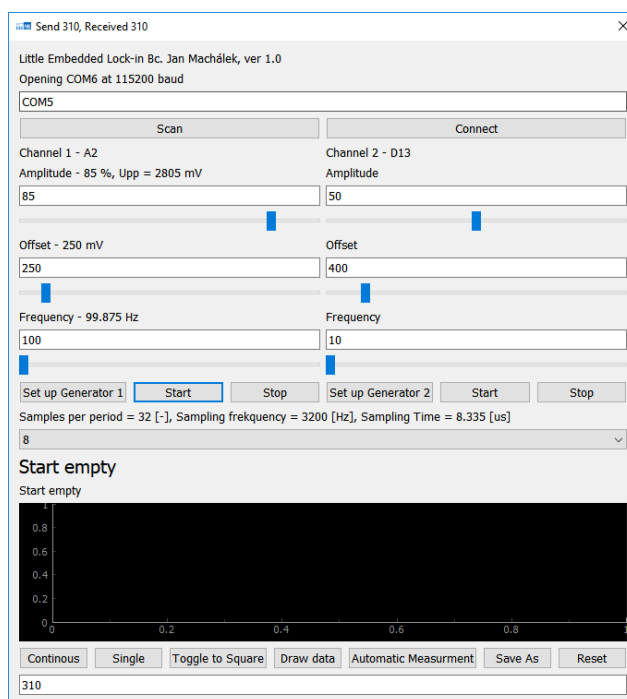 Send 310, Received 310
Little Embedded Lock-in Bc. Jan Machálek, ver 1.0
Opening COM6 at 115200 baud
COM5
Scan Connect
Channel 1 - A2 Channel 2 - D13
Amplitude - 85 %, Upp = 2805 mV Amplitude
85 50
Offset - 250 mV Offset
250 400
Frequency - 99.875 Hz Frequency
100 10
Set up Generator 1 Start Stop Set up Generator 2 Start Stop
Samples per period = 32 [-], Sampling frekquency = 3200 [Hz], Sampling Time = 8.335 [us]
8
Start empty
Start empty
1
0.8
0.6
0.4
0.2
0
0 0.2 0.4 0.6 0.8 1
Continous Single Toggle to Square Draw data Automatic Measurment Save As Reset
310